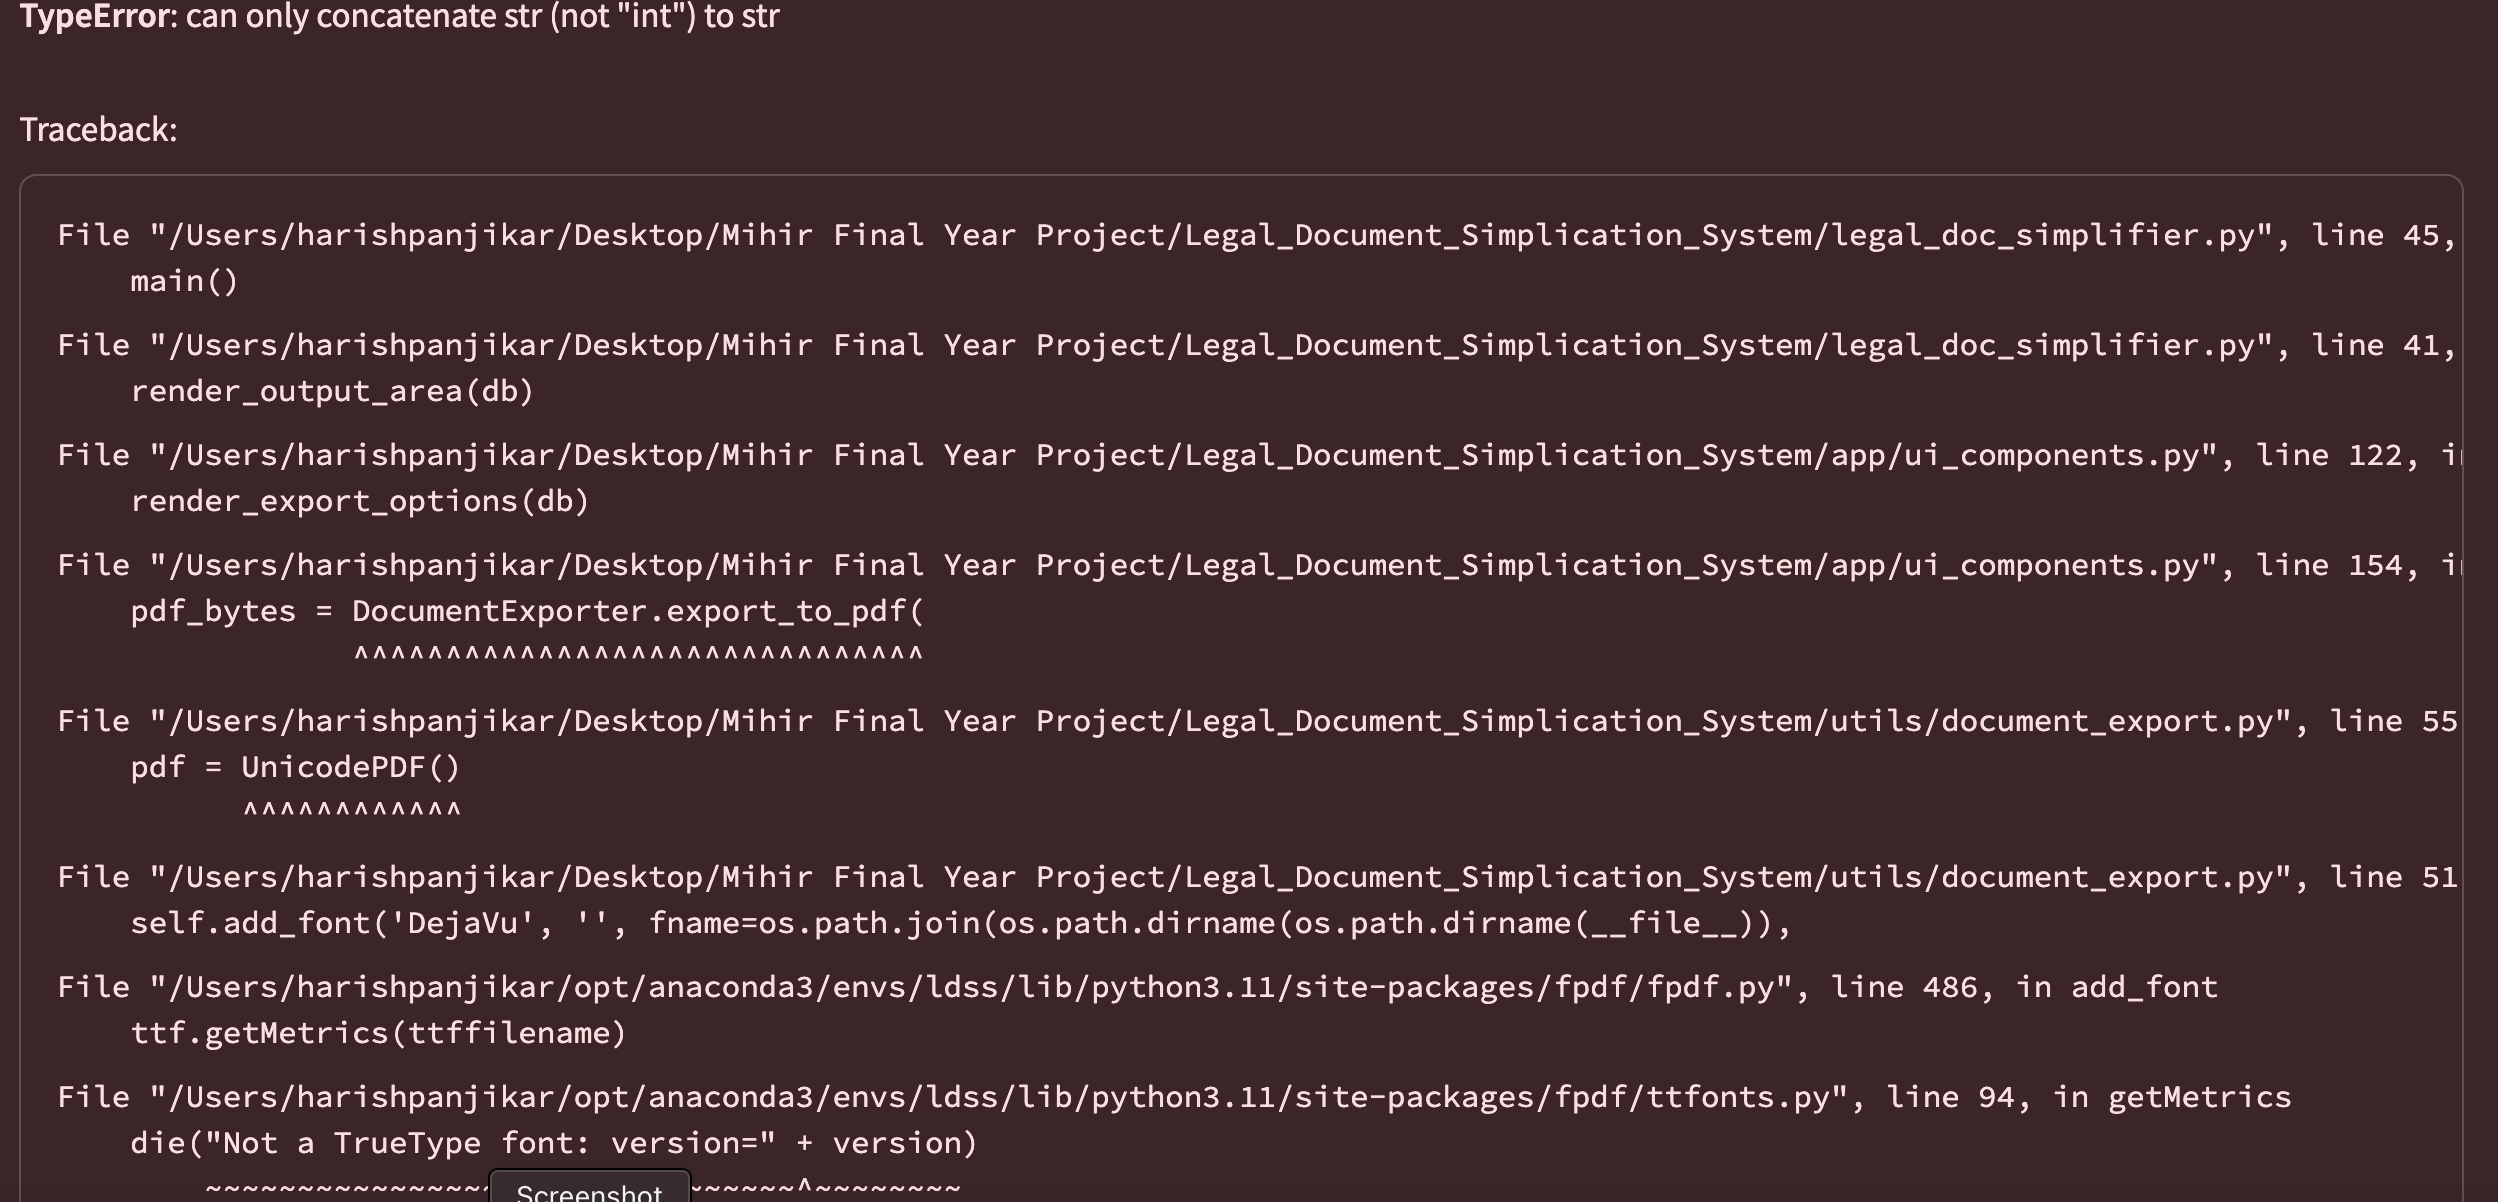 TypeError: can only concatenate str (not "int") to str
Traceback:
File "/Users/harishpanjikar/Desktop/Mihir Final Year Project/Legal_Document_Simplication_System/legal_doc_simplifier.py", line 45,
main()
File "/Users/harishpanjikar/Desktop/Mihir Final Year Project/Legal_Document_Simplication_System/legal_doc_simplifier.py", line 41,
render_output_area(db)
File "/Users/harishpanjikar/Desktop/Mihir Final Year Project/Legal_Document_Simplication_System/app/ui_components.py", line 122,
render_export_options(db)
File "/Users/harishpanjikar/Desktop/Mihir Final Year Project/Legal_Document_Simplication_System/app/ui_components.py", line 154,
pdf_bytes = DocumentExporter.export_to_pdf(
^^^^^^^^^^^^^^^^^^^^^^^^^^^^^^^
File "/Users/harishpanjikar/Desktop/Mihir Final Year Project/Legal_Document_Simplication_System/utils/document_export.py", line 55
pdf = UnicodePDF()
^^^^^^^^^^^^
File "/Users/harishpanjikar/Desktop/Mihir Final Year Project/Legal_Document_Simplication_System/utils/document_export.py", line 51
self.add_font('DejaVu', '', fname=os.path.join(os.path.dirname(os.path.dirname(__file__)),
File "/Users/harishpanjikar/opt/anaconda3/envs/ldss/lib/python3.11/site-packages/fpdf/fpdf.py", line 486, in add_font
ttf.getMetrics(ttffilename)
File "/Users/harishpanjikar/opt/anaconda3/envs/ldss/lib/python3.11/site-packages/fpdf/ttfonts.py", line 94, in getMetrics
die("Not a TrueType font: version=" + version)
~~~~~~~~~~~~~~~~ Screenshot ~~~~~~^~~~~~~~~